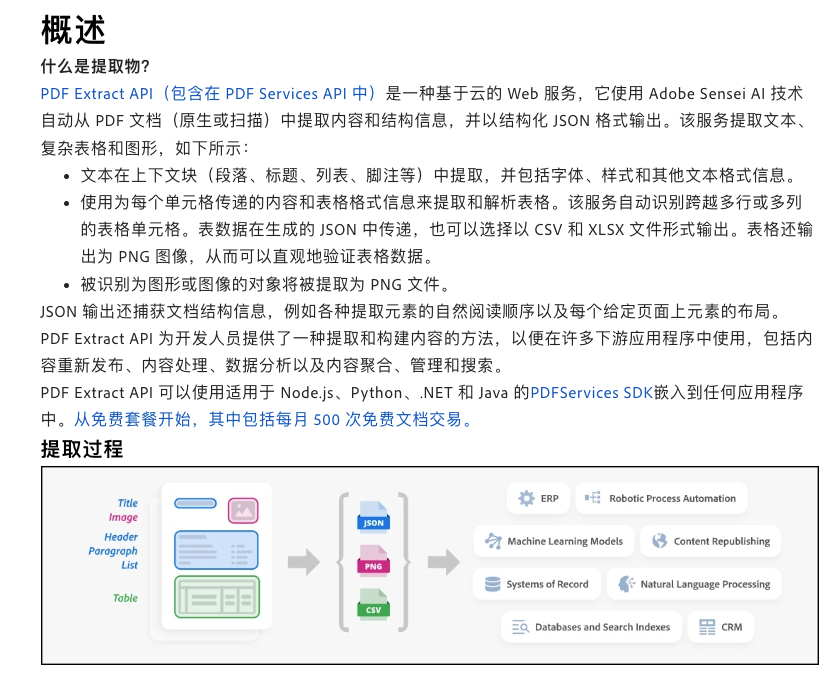 概述
什么是提取物？
PDF Extract API（包含在 PDF Services API 中）是一种基于云的 Web 服务，它使用 Adobe Sensei AI 技术
自动从 PDF 文档（原生或扫描）中提取内容和结构信息，并以结构化 JSON 格式输出。该服务提取文本、
复杂表格和图形，如下所示：
• 文本在上下文块（段落、标题、列表、脚注等）中提取，并包括字体、样式和其他文本格式信息。
• 使用为每个单元格传递的内容和表格格式信息来提取和解析表格。该服务自动识别跨越多行或多列
的表格单元格。表数据在生成的 JSON 中传递，也可以选择以 CSV 和 XLSX 文件形式输出。表格还输
出为 PNG 图像，从而可以直观地验证表格数据。
• 被识别为图形或图像的对象将被提取为 PNG 文件。
JSON 输出还捕获文档结构信息，例如各种提取元素的自然阅读顺序以及每个给定页面上元素的布局。
PDF Extract API 为开发人员提供了一种提取和构建内容的方法，以便在许多下游应用程序中使用，包括内
容重新发布、内容处理、数据分析以及内容聚合、管理和搜索。
PDF Extract API 可以使用适用于 Node.js、Python、.NET 和 Java 的PDFServices SDK嵌入到任何应用程序
中。从免费套餐开始，其中包括每月 500 次免费文档交易。
提取过程
Title
Image
Header
Paragraph
List
Table
JSON
PNG
CSV
ERP
Robotic Process Automation
Machine Learning Models
Content Republishing
Systems of Record
Natural Language Processing
Databases and Search Indexes
CRM